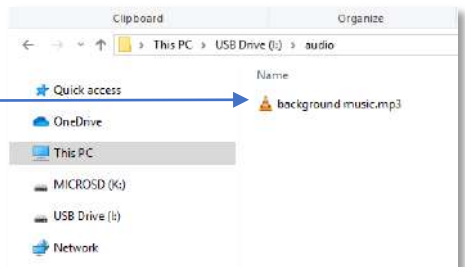 Clipboard
Organize
This PC > USB Drive (I:) > audio
Name
Quick access
background music.mp3
OneDrive
This PC
MICROSD (K:)
USB Drive (I:)
Network